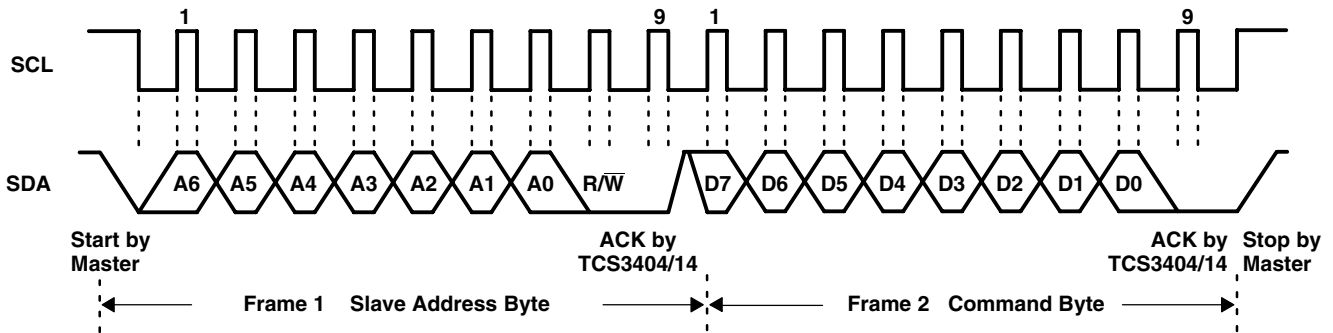 1 9 1 9
SCL
SDA A6 A5 A4 A3 A2 A1 A0 R/W̅ D7 D6 D5 D4 D3 D2 D1 D0
Start by
Master
ACK by
TCS3404/14
ACK by
TCS3404/14
Stop by
Master
Frame 1 Slave Address Byte
Frame 2 Command Byte